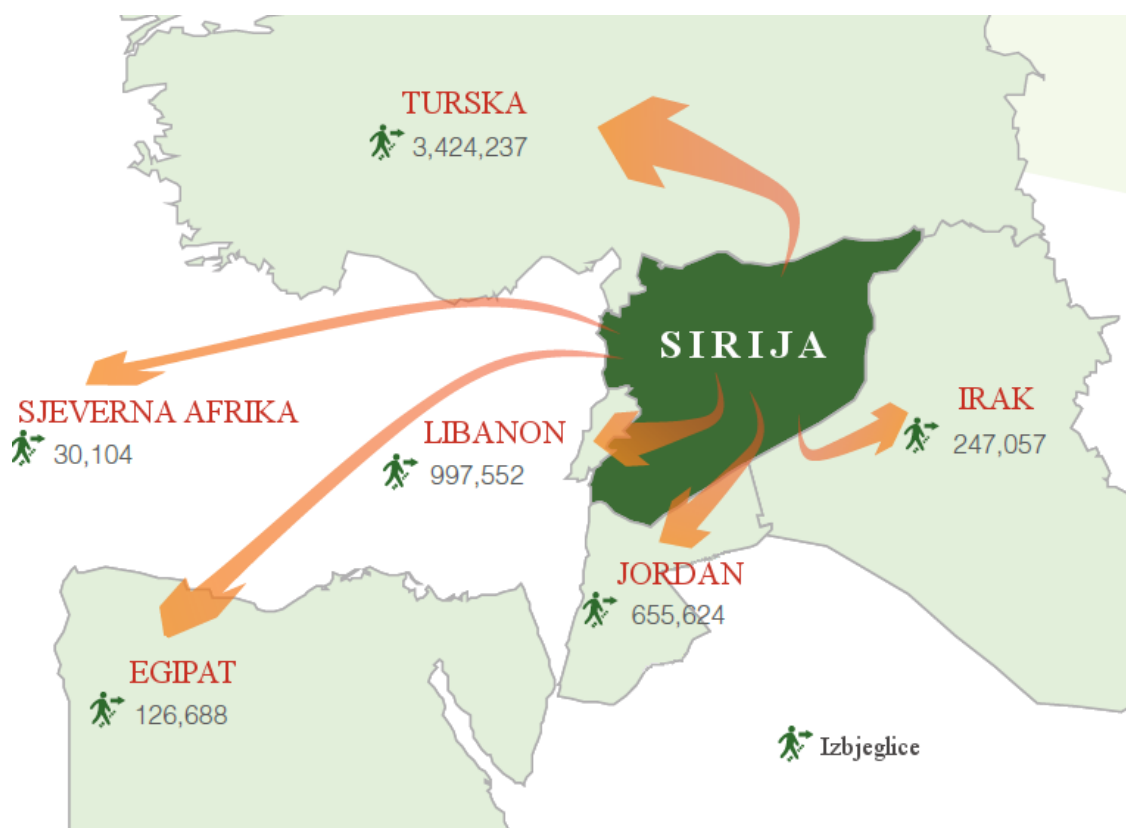 TURSKA
3,424,237
SIRIJA
SJEVERNA AFRIKA
30,104
LIBANON
997,552
IRAK
247,057
JORDAN
655,624
EGIPAT
126,688
Izbjeglice